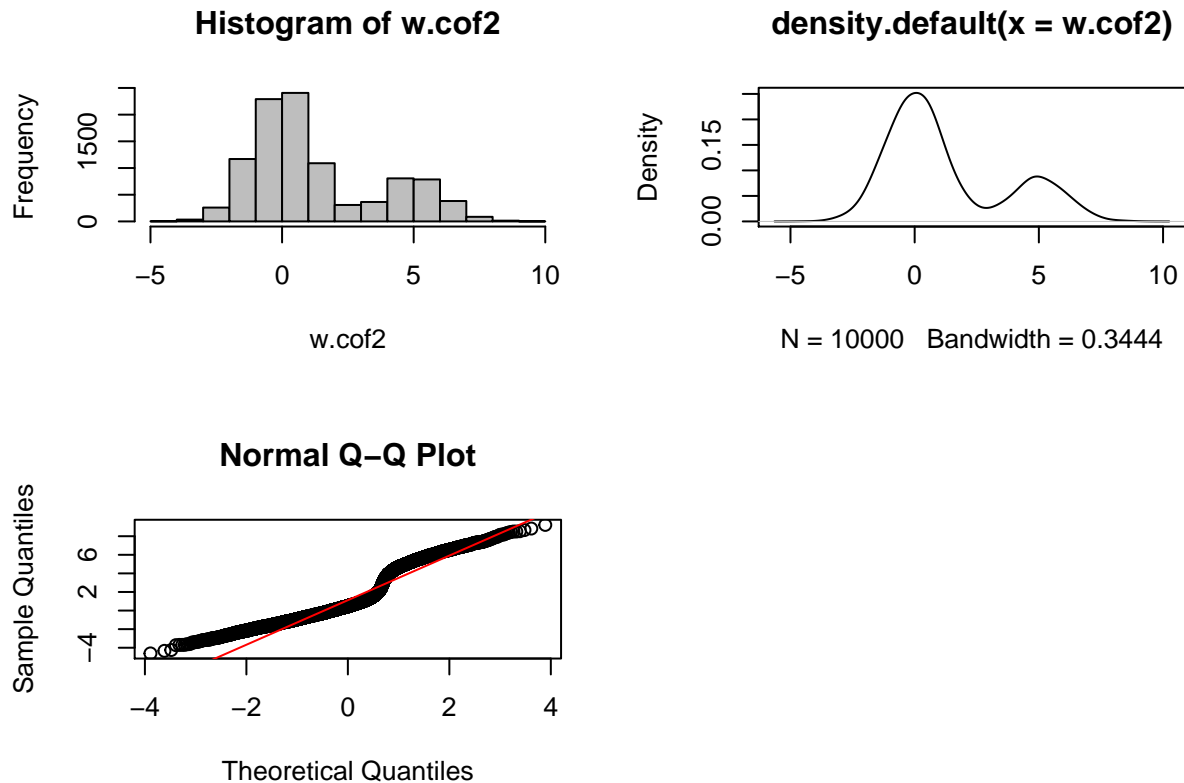 Histogram of w.cof2
Frequency
0 1500
−5 0 5 10
w.cof2
density.default(x = w.cof2)
Density
0.00 0.15
−5 0 5 10
N = 10000 Bandwidth = 0.3444
Normal Q−Q Plot
Sample Quantiles
−4 2 6
−4 −2 0 2 4
Theoretical Quantiles